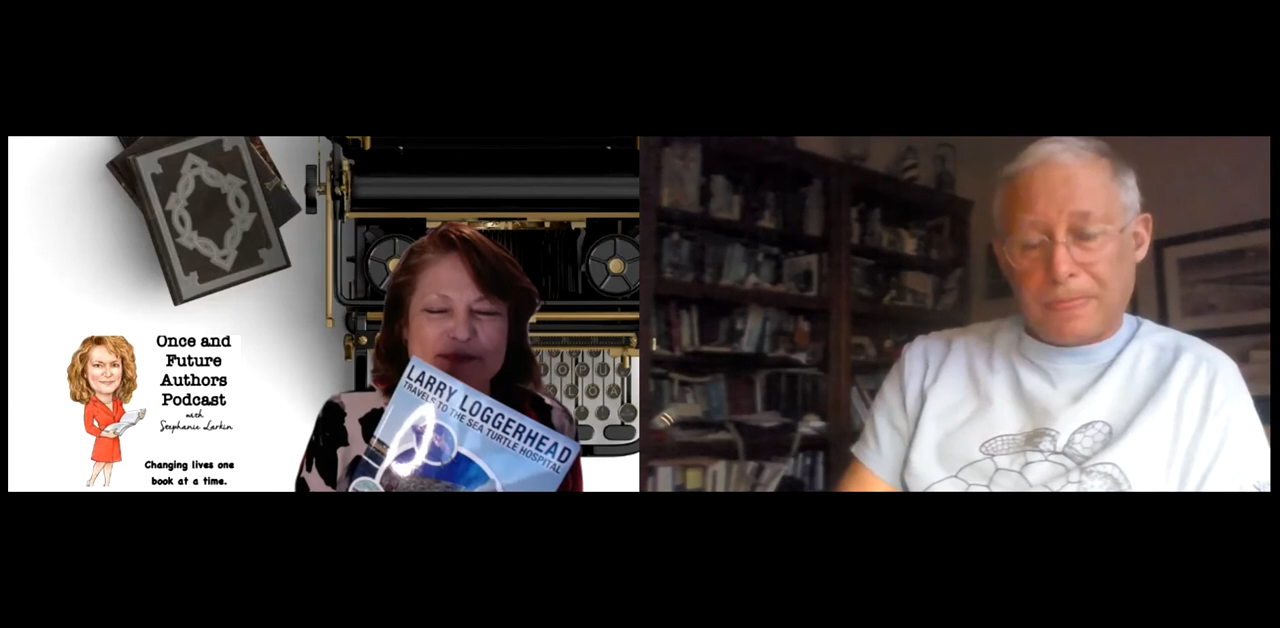 Once and
Future
Authors
Podcast
with
Stephanie Larkin
Changing lives one
book at a time.
LARRY LOGGERHEAD
TRAVELS TO THE SEA TURTLE HOSPITAL